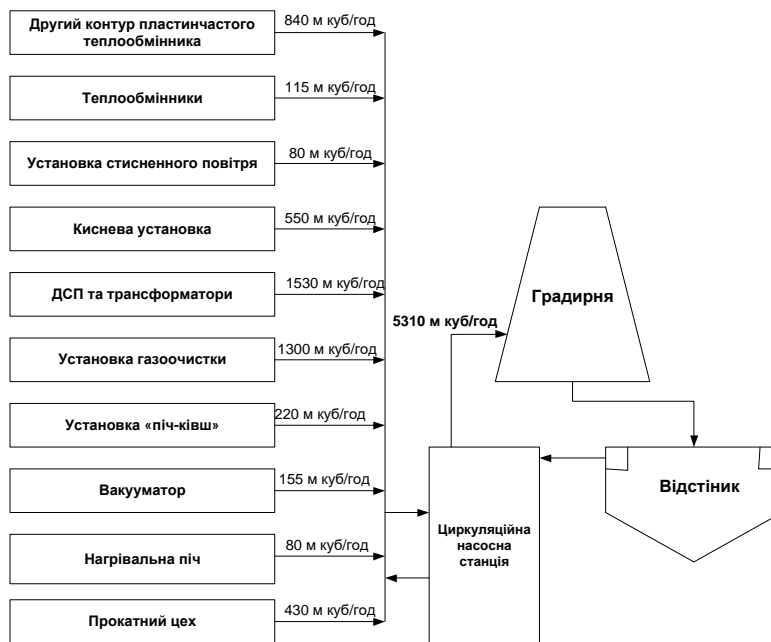 Другий контур пластинчастого
теплообмінника
840 м куб/год
Теплообмінники
115 м куб/год
Установка стисненного повітря
80 м куб/год
Киснева установка
550 м куб/год
ДСП та трансформатори
1530 м куб/год
Установка газоочистки
1300 м куб/год
Установка «піч-ківш»
220 м куб/год
Вакууматор
155 м куб/год
Нагрівальна піч
80 м куб/год
Прокатний цех
430 м куб/год
5310 м куб/год
Градирня
Циркуляційна
насосна
станція
Відстіник